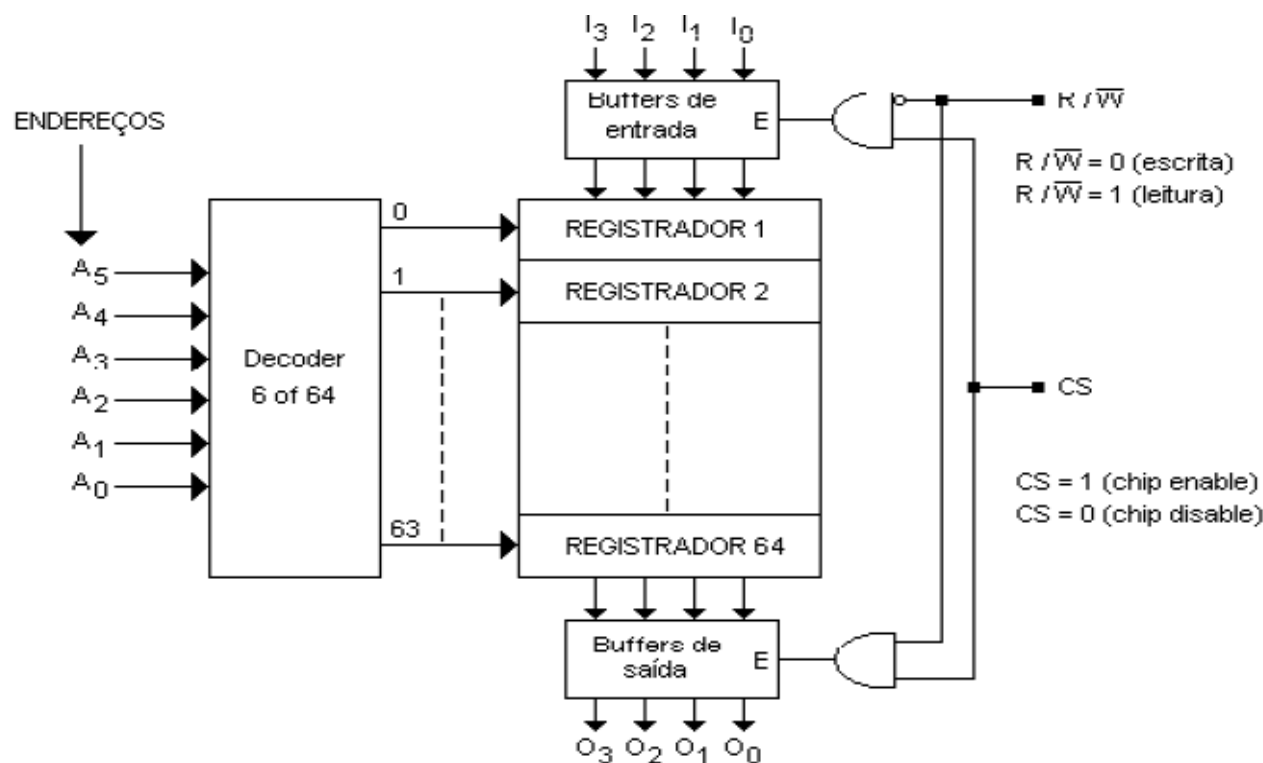 I3 I2 I1 I0
Buffers de
entrada
E
R / W̅
ENDEREÇOS
R / W̅ = 0 (escrita)
R / W̅ = 1 (leitura)
0
REGISTRADOR 1
A5
1
REGISTRADOR 2
A4
A3
Decoder
6 of 64
A2
CS
A1
A0
CS = 1 (chip enable)
CS = 0 (chip disable)
63
REGISTRADOR 64
Buffers de
saída
E
O3 O2 O1 O0